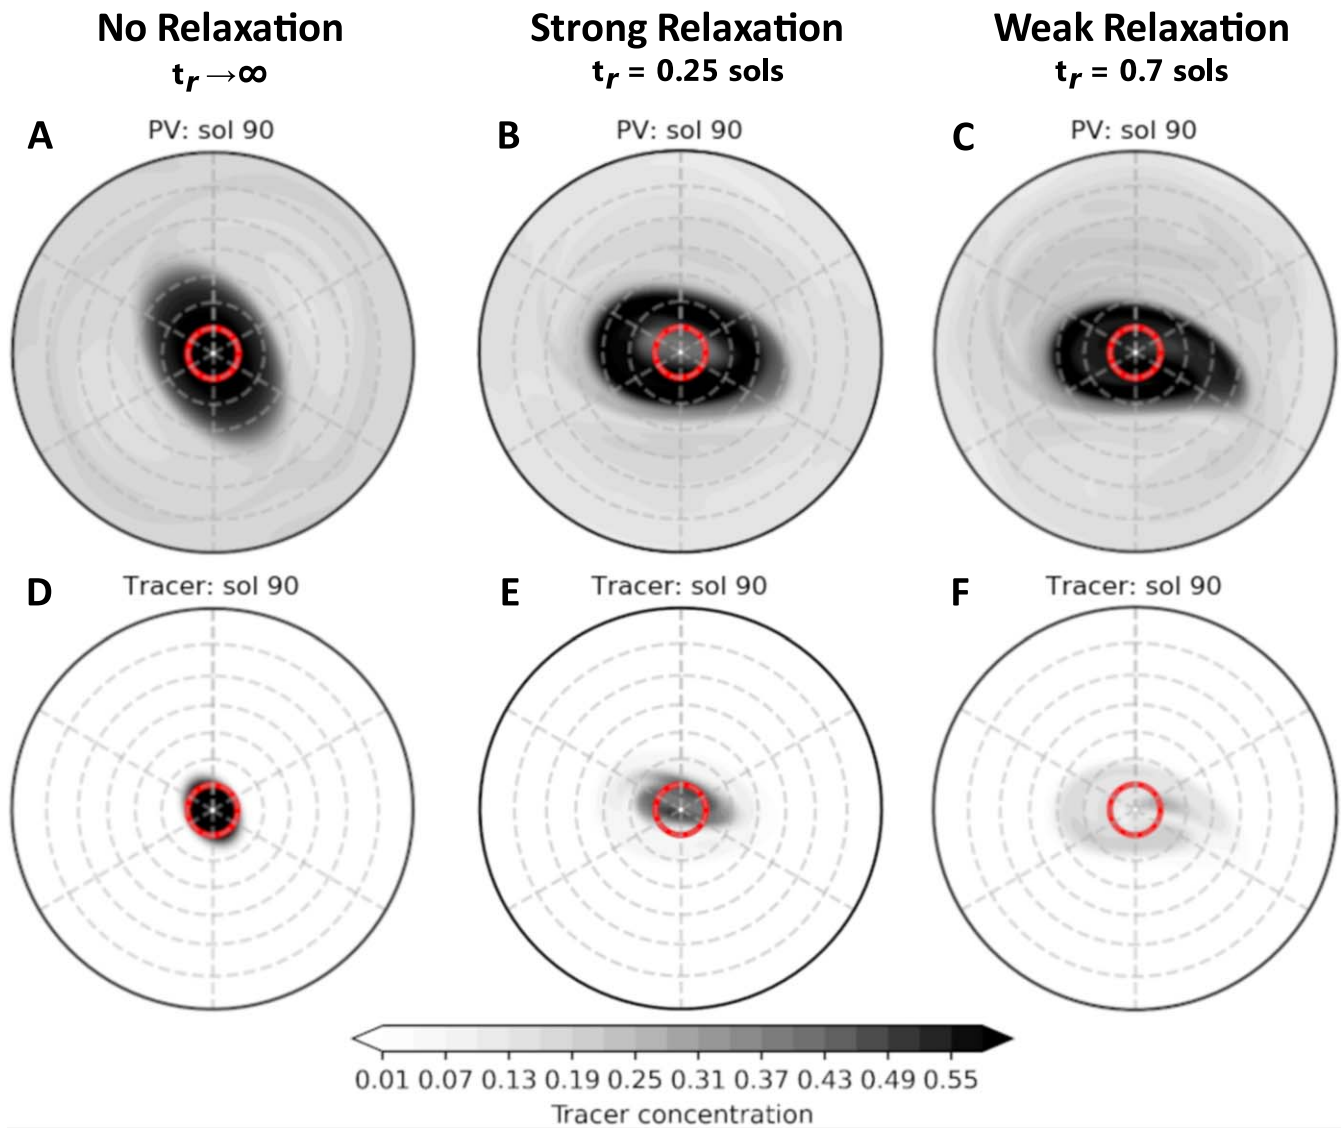 No Relaxation Strong Relaxation Weak Relaxation
t_r →∞ t_r = 0.25 sols t_r = 0.7 sols
A PV: sol 90 B PV: sol 90 C PV: sol 90
D Tracer: sol 90 E Tracer: sol 90 F Tracer: sol 90
0.01 0.07 0.13 0.19 0.25 0.31 0.37 0.43 0.49 0.55
Tracer concentration